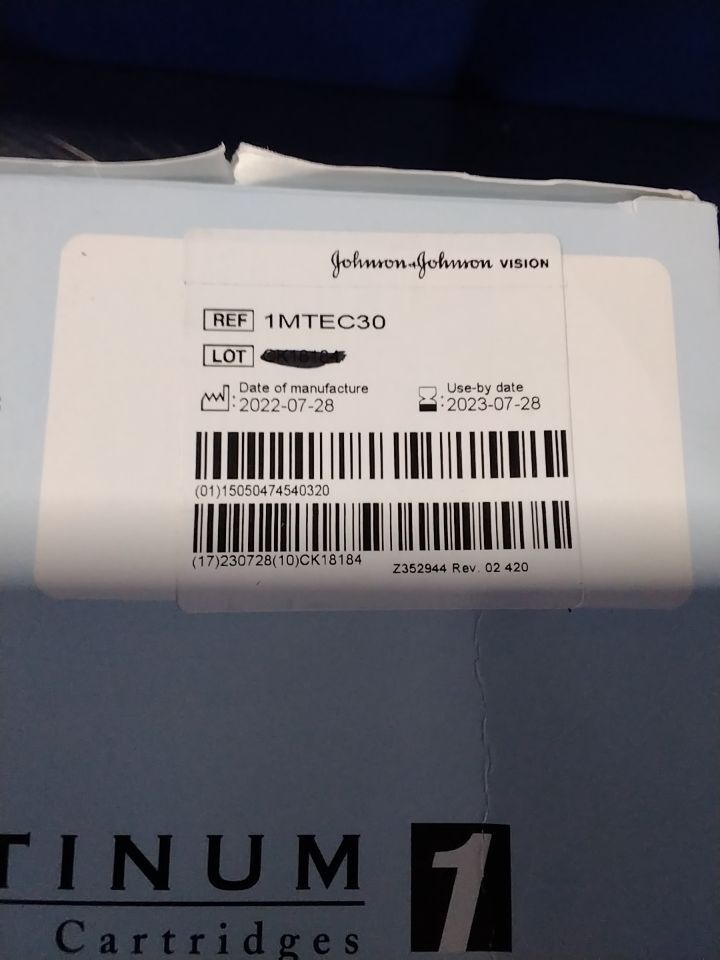 Johnson+Johnson VISION
REF 1MTEC30
LOT CK18184
Date of manufacture
: 2022-07-28
Use-by date
: 2023-07-28
(01)15050474540320
(17)230728(10)CK18184
Z352944 Rev. 02 420
TINUM 1
Cartridges